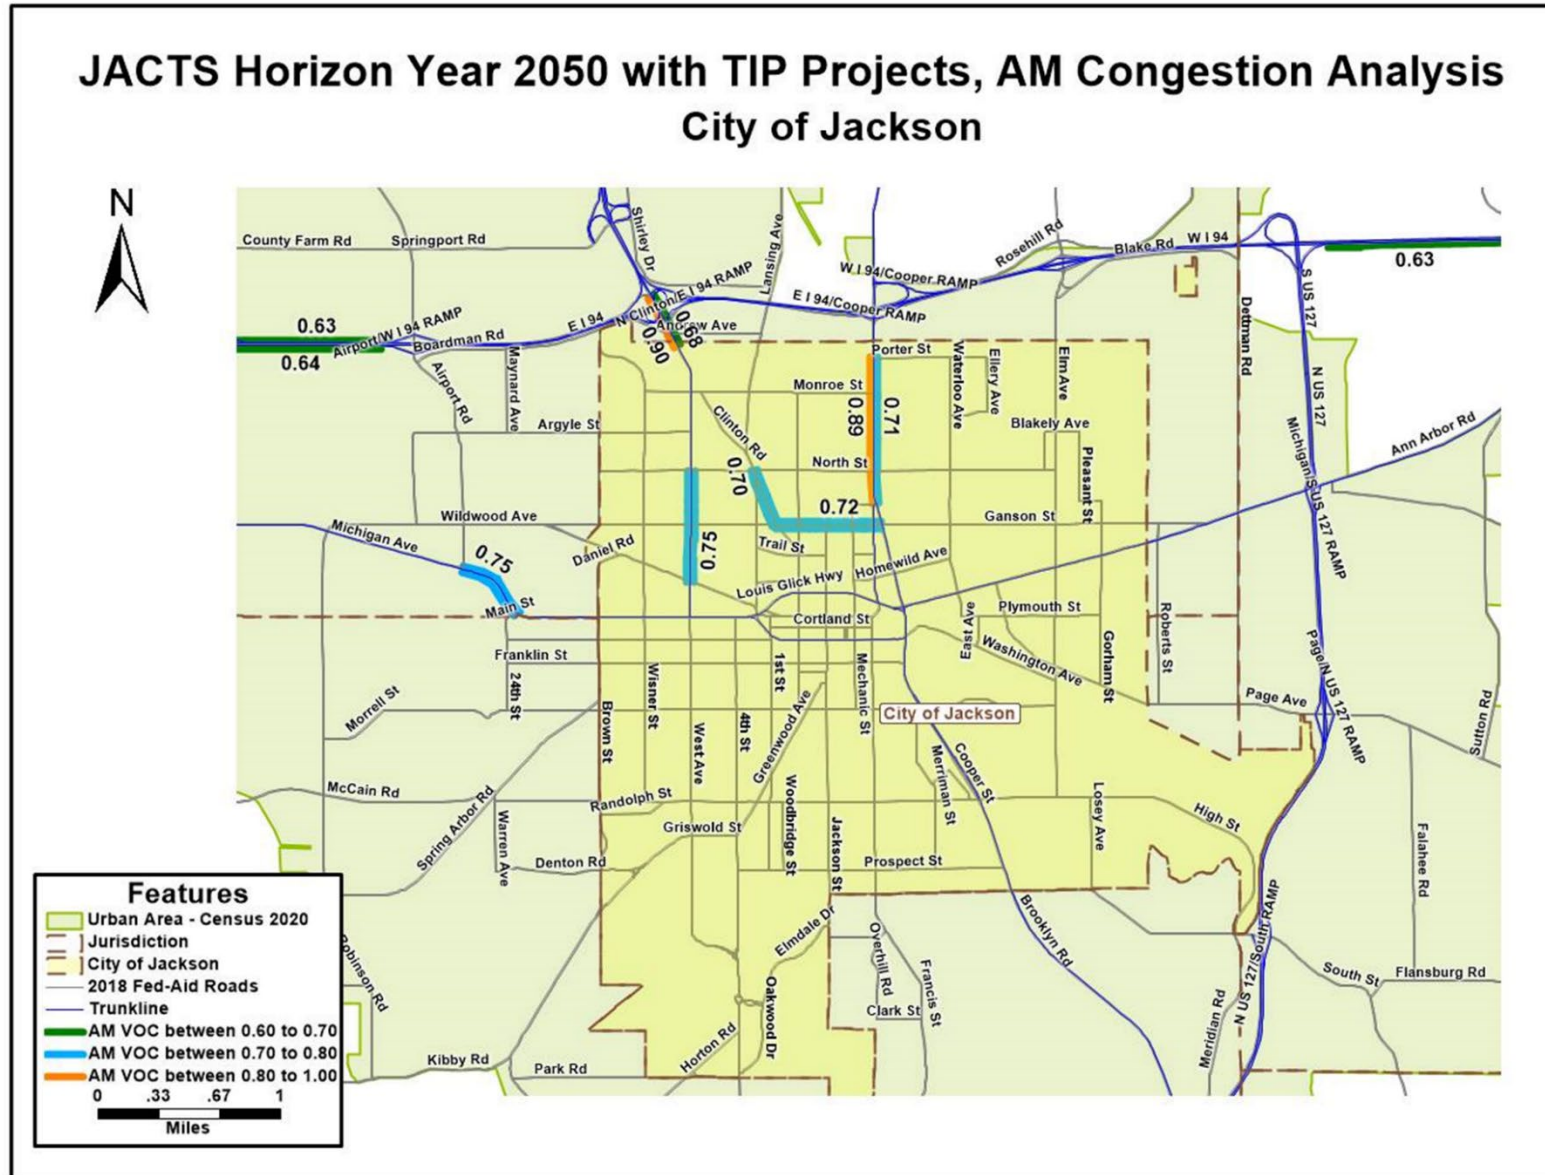 JACTS Horizon Year 2050 with TIP Projects, AM Congestion Analysis
City of Jackson
N
County Farm Rd
Springport Rd
Shirley Dr
Lansing Ave
Rosehill Rd
Blake Rd
W I 94
0.63
W I 94/Cooper RAMP
E I 94/Cooper RAMP
N Clinton/E I 94 RAMP
S US 127
Dettman Rd
0.63
0.64
Airport/W I 94 RAMP
Boardman Rd
E I 94
Andrew Ave
0.68
0.90
Airport Rd
Maynard Ave
Porter St
Waterloo Ave
Ellery Ave
Elm Ave
N US 127
Monroe St
0.89
0.71
Argyle St
Clinton Rd
Blakely Ave
Michigan/S US 127 RAMP
Ann Arbor Rd
North St
0.70
Pleasant St
0.72
Wildwood Ave
Michigan Ave
Ganson St
Daniel Rd
0.75
Trail St
0.75
Louis Glick Hwy
Homewild Ave
Main St
Cortland St
East Ave
Plymouth St
Roberts St
Franklin St
24th St
Wisner St
1st St
Mechanic St
Washington Ave
Gorham St
Page/N US 127 RAMP
Page Ave
Sutton Rd
Morrell St
Brown St
West Ave
4th St
Greenwood Ave
City of Jackson
Cooper St
McCain Rd
Spring Arbor Rd
Warren Ave
Randolph St
Griswold St
Woodbridge St
Jackson St
Merriman St
Losey Ave
High St
Falahee Rd
Denton Rd
Prospect St
Brooklyn Rd
Elmdale Dr
Overhill Rd
Francis St
Oakwood Dr
Clark St
N US 127/South RAMP
South St
Flansburg Rd
Meridian Rd
Robinson Rd
Kibby Rd
Park Rd
Horton Rd
Features
Urban Area - Census 2020
Jurisdiction
City of Jackson
2018 Fed-Aid Roads
Trunkline
AM VOC between 0.60 to 0.70
AM VOC between 0.70 to 0.80
AM VOC between 0.80 to 1.00
0 .33 .67 1
Miles